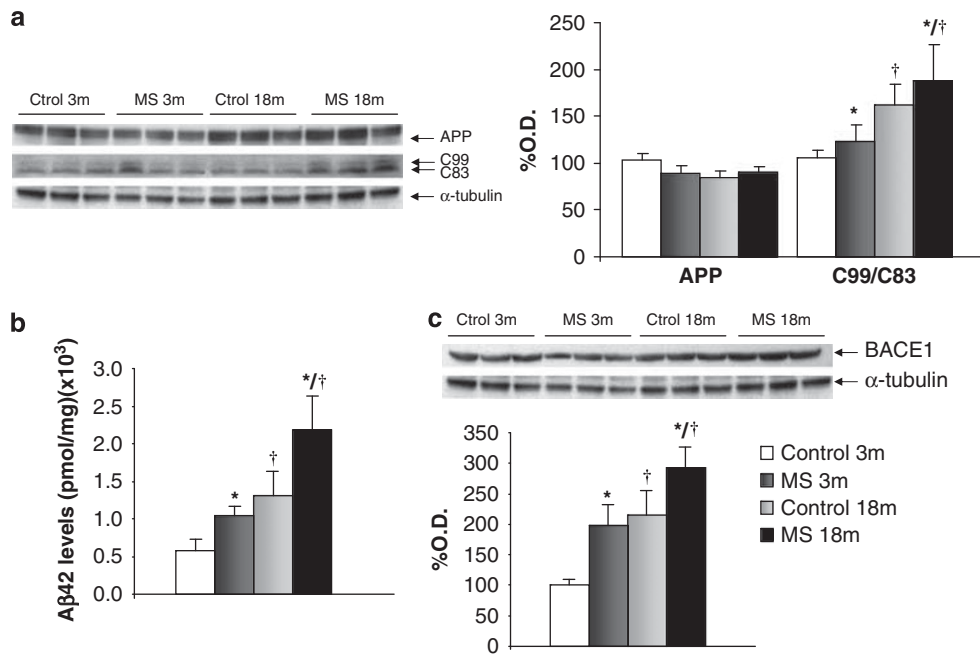 a
Ctrol 3m MS 3m Ctrol 18m MS 18m
APP
C99
C83
α-tubulin
%O.D.
250
200
150
100
50
0
*
†
*/†
APP C99/C83
b
Aβ42 levels (pmol/mg)(x10³)
3.0
2.5
2.0
1.5
1.0
0.5
0.0
*
†
*/†
c
Ctrol 3m MS 3m Ctrol 18m MS 18m
BACE1
α-tubulin
%O.D.
350
300
250
200
150
100
50
0
*
†
*/†
Control 3m
MS 3m
Control 18m
MS 18m